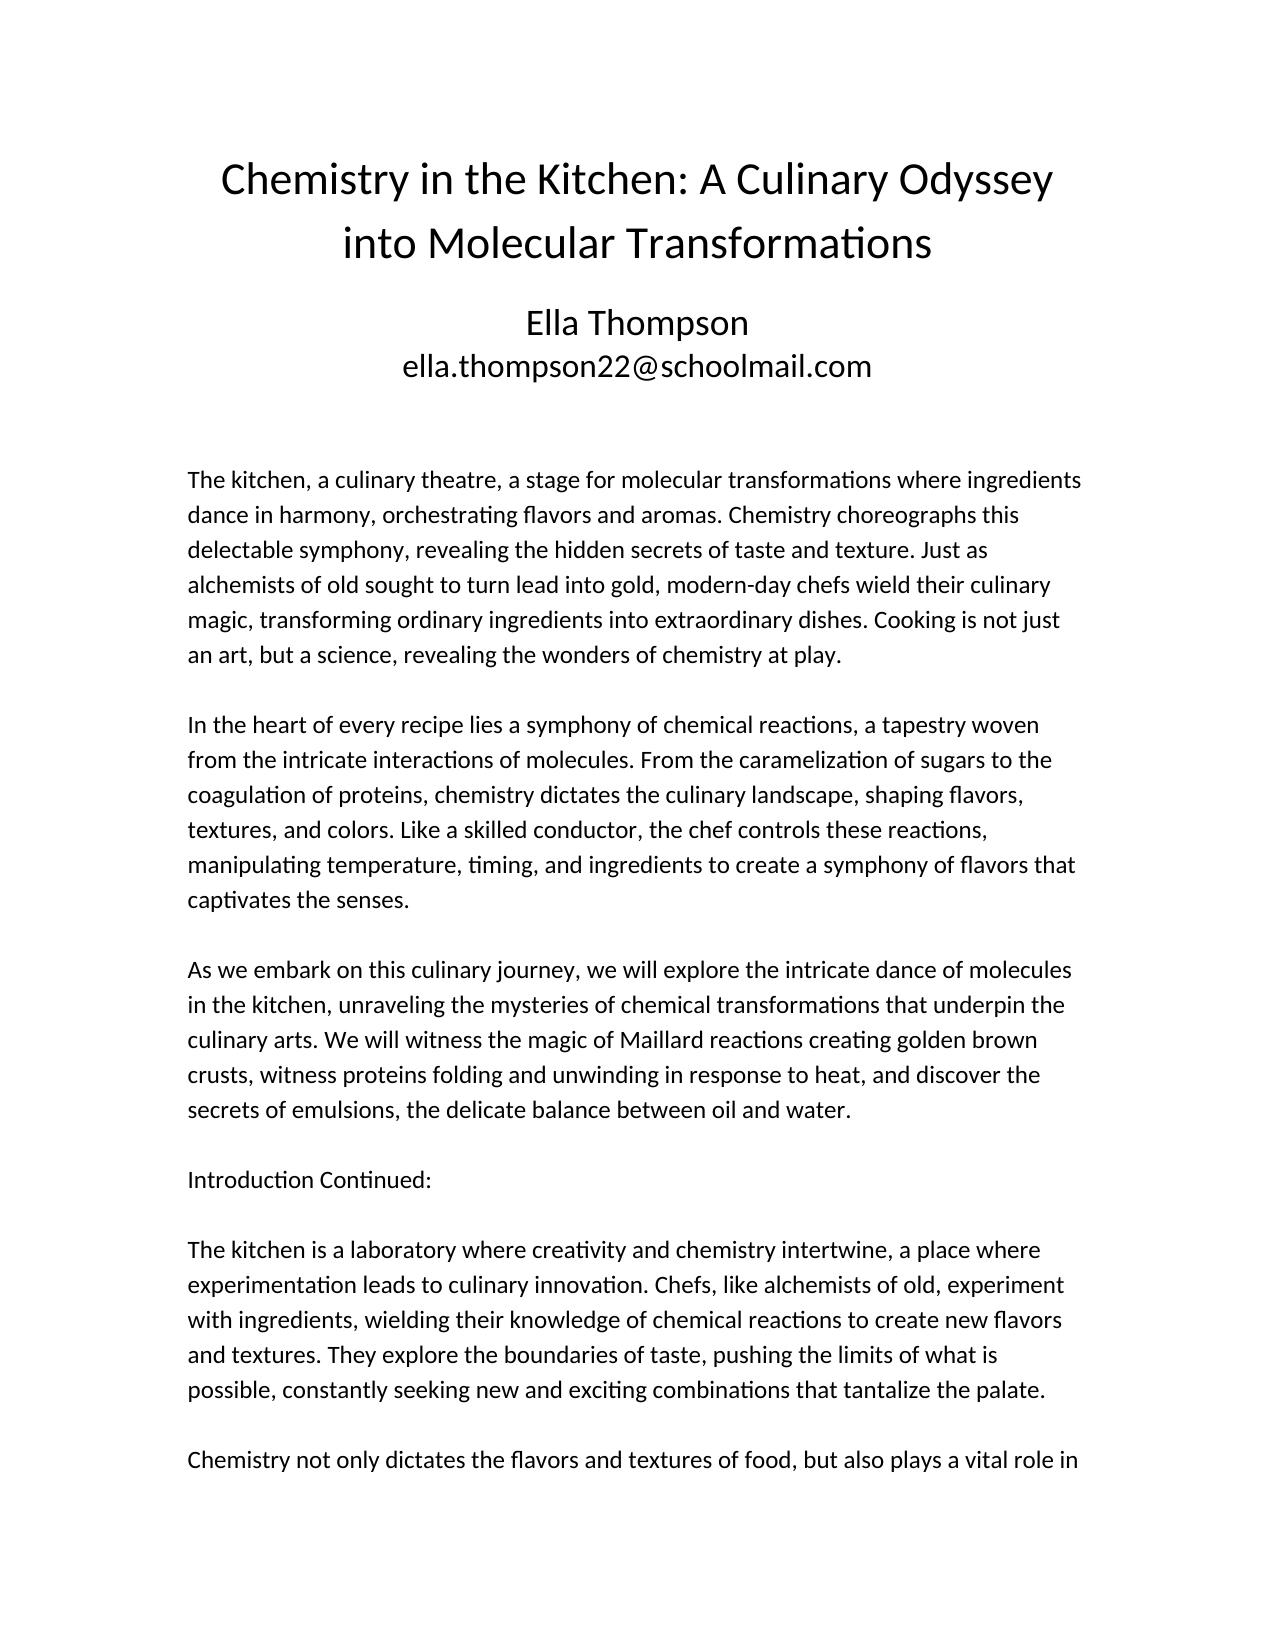 Chemistry in the Kitchen: A Culinary Odyssey
into Molecular Transformations
Ella Thompson
ella.thompson22@schoolmail.com
The kitchen, a culinary theatre, a stage for molecular transformations where ingredients
dance in harmony, orchestrating flavors and aromas. Chemistry choreographs this
delectable symphony, revealing the hidden secrets of taste and texture. Just as
alchemists of old sought to turn lead into gold, modern-day chefs wield their culinary
magic, transforming ordinary ingredients into extraordinary dishes. Cooking is not just
an art, but a science, revealing the wonders of chemistry at play.
In the heart of every recipe lies a symphony of chemical reactions, a tapestry woven
from the intricate interactions of molecules. From the caramelization of sugars to the
coagulation of proteins, chemistry dictates the culinary landscape, shaping flavors,
textures, and colors. Like a skilled conductor, the chef controls these reactions,
manipulating temperature, timing, and ingredients to create a symphony of flavors that
captivates the senses.
As we embark on this culinary journey, we will explore the intricate dance of molecules
in the kitchen, unraveling the mysteries of chemical transformations that underpin the
culinary arts. We will witness the magic of Maillard reactions creating golden brown
crusts, witness proteins folding and unwinding in response to heat, and discover the
secrets of emulsions, the delicate balance between oil and water.
Introduction Continued:
The kitchen is a laboratory where creativity and chemistry intertwine, a place where
experimentation leads to culinary innovation. Chefs, like alchemists of old, experiment
with ingredients, wielding their knowledge of chemical reactions to create new flavors
and textures. They explore the boundaries of taste, pushing the limits of what is
possible, constantly seeking new and exciting combinations that tantalize the palate.
Chemistry not only dictates the flavors and textures of food, but also plays a vital role in